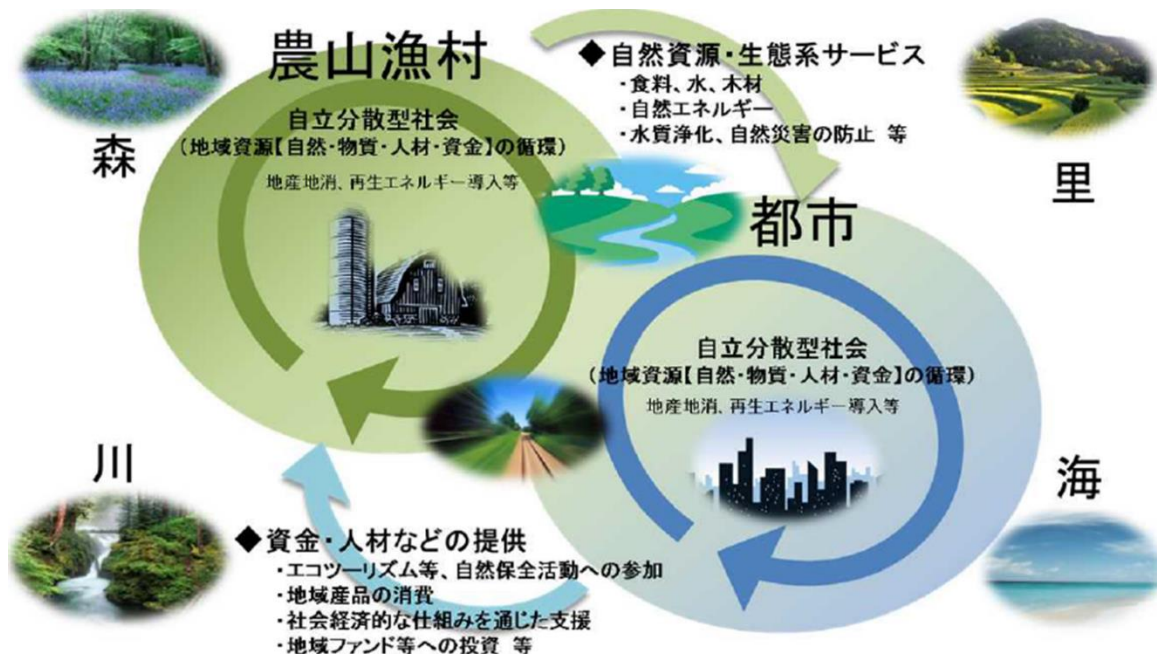 農山漁村
自立分散型社会
(地域資源【自然・物質・人材・資金】の循環)
地産地消、再生エネルギー導入等
森
◆自然資源・生態系サービス
・食料、水、木材
・自然エネルギー
・水質浄化、自然災害の防止 等
里
都市
自立分散型社会
(地域資源【自然・物質・人材・資金】の循環)
地産地消、再生エネルギー導入等
川
◆資金・人材などの提供
・エコツーリズム等、自然保全活動への参加
・地域産品の消費
・社会経済的な仕組みを通じた支援
・地域ファンド等への投資 等
海